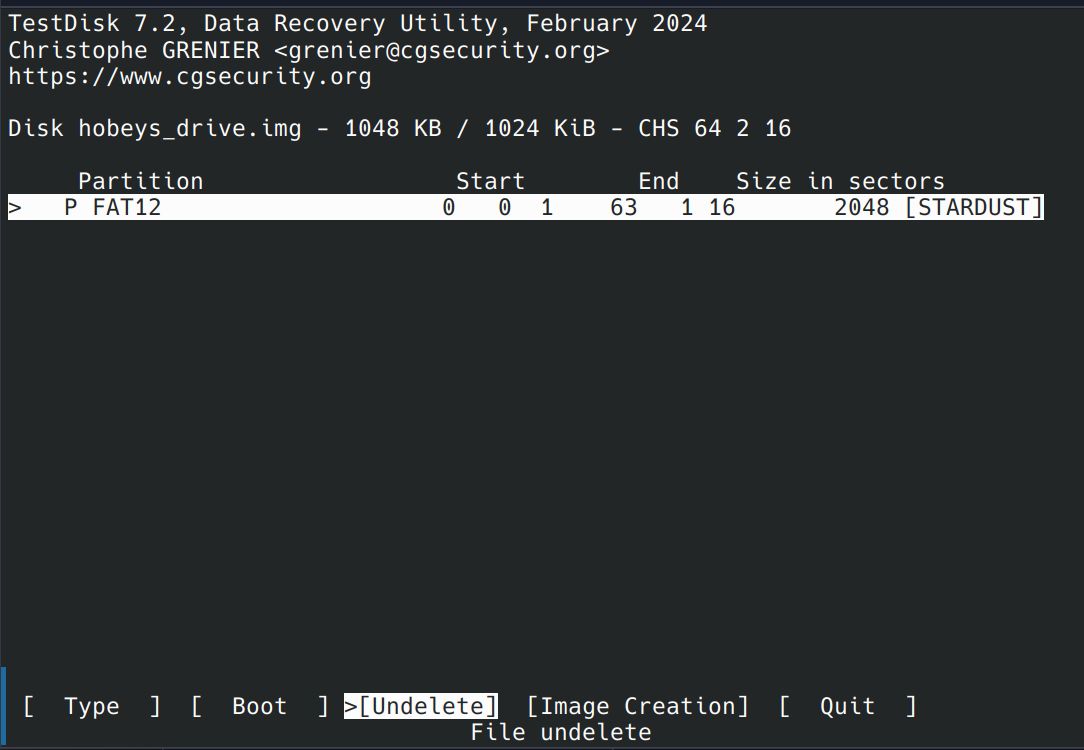 TestDisk 7.2, Data Recovery Utility, February 2024
Christophe GRENIER <grenier@cgsecurity.org>
https://www.cgsecurity.org
Disk hobeys_drive.img - 1048 KB / 1024 KiB - CHS 64 2 16
     Partition                  Start        End    Size in sectors
>   P FAT12                    0   0  1    63   1 16       2048 [STARDUST]
 [  Type  ]  [  Boot  ] >[Undelete]  [Image Creation]  [  Quit  ]
                                 File undelete